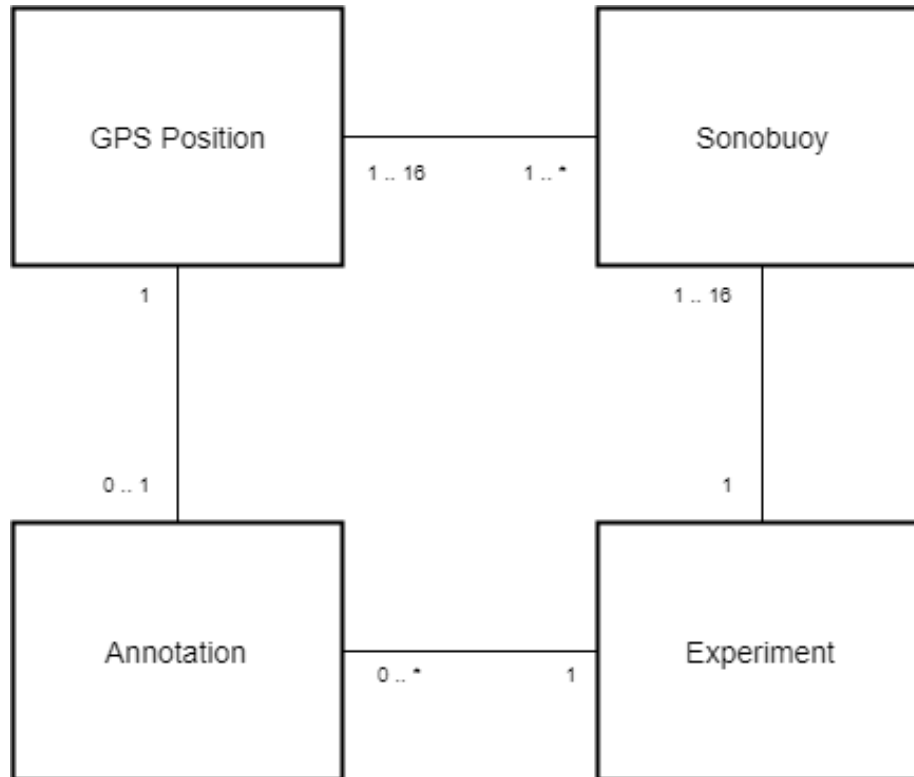 GPS Position
Sonobuoy
1 .. 16
1 .. *
1
1 .. 16
0 .. 1
1
Annotation
Experiment
0 .. *
1